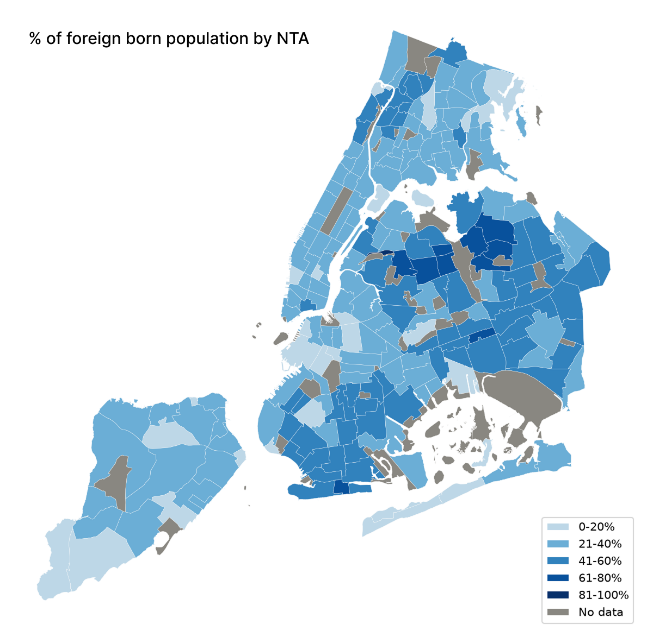 % of foreign born population by NTA
0-20%
21-40%
41-60%
61-80%
81-100%
No data